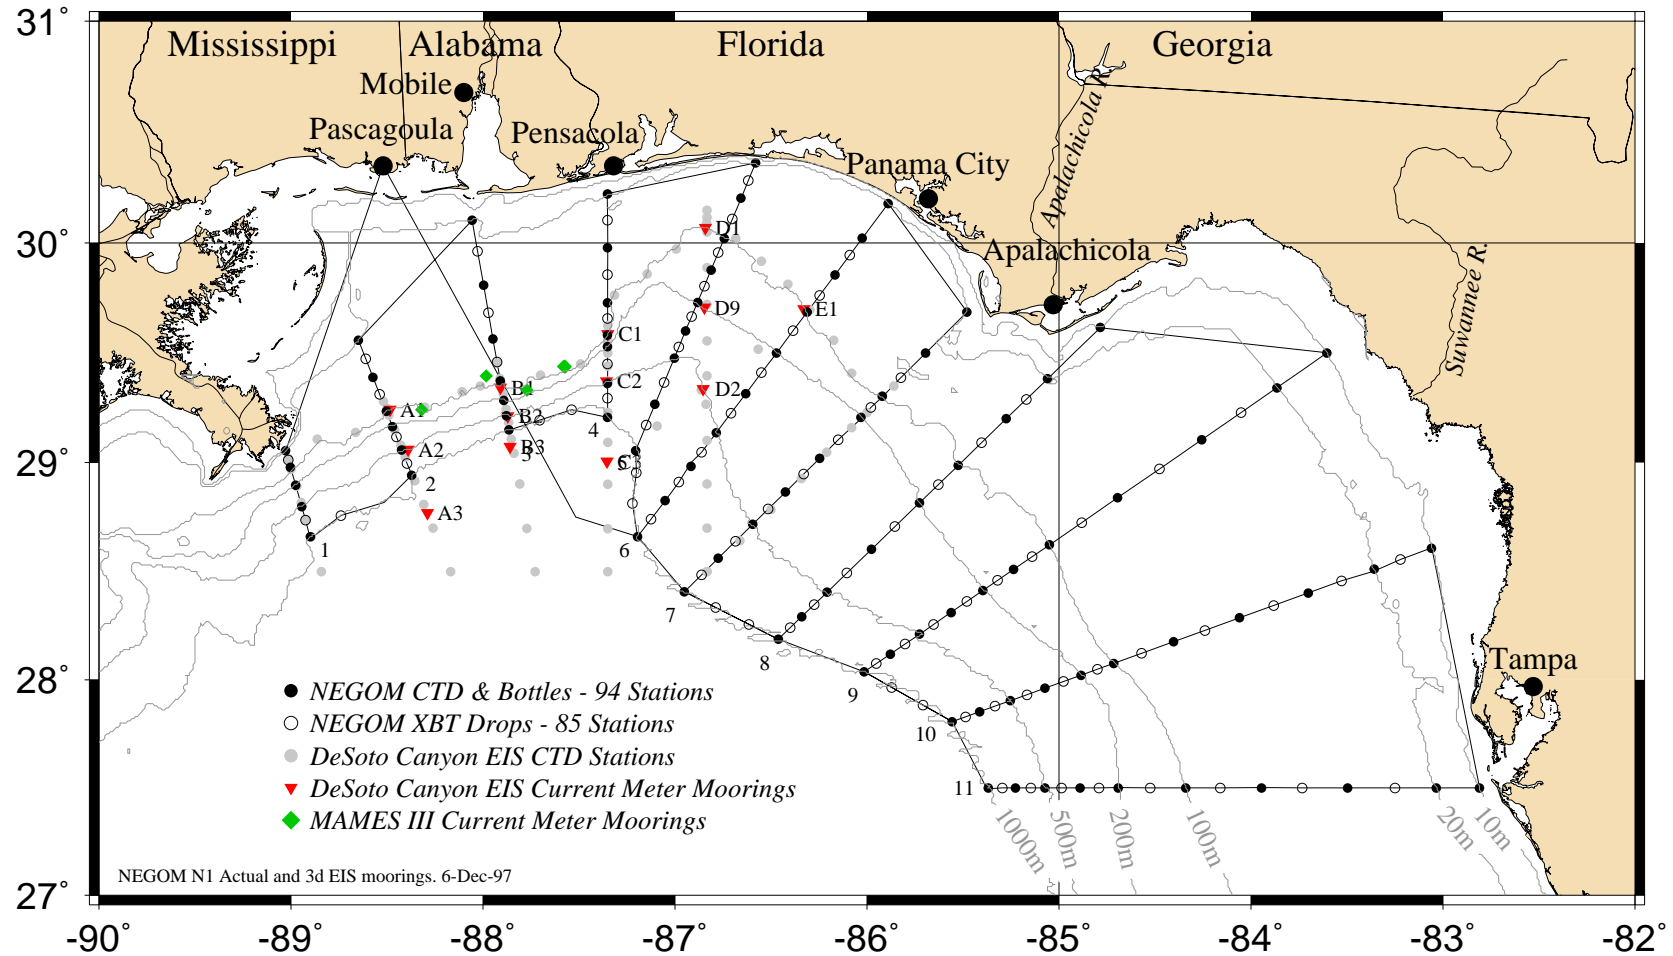 31°
Mississippi
Alabama
Florida
Georgia
Mobile
Pascagoula
Pensacola
Panama City
Apalachicola R.
Apalachicola
Suwannee R.
30°
D1
D9
E1
C1
C2
D2
B1
A1
B2
4
B3
3
A2
C3
5
29°
2
A3
1
6
7
8
9
10
11
28°
Tampa
NEGOM CTD & Bottles - 94 Stations
NEGOM XBT Drops - 85 Stations
DeSoto Canyon EIS CTD Stations
DeSoto Canyon EIS Current Meter Moorings
MAMES III Current Meter Moorings
1000m
500m
200m
100m
20m
10m
NEGOM N1 Actual and 3d EIS moorings. 6-Dec-97
27°
-90° -89° -88° -87° -86° -85° -84° -83° -82°